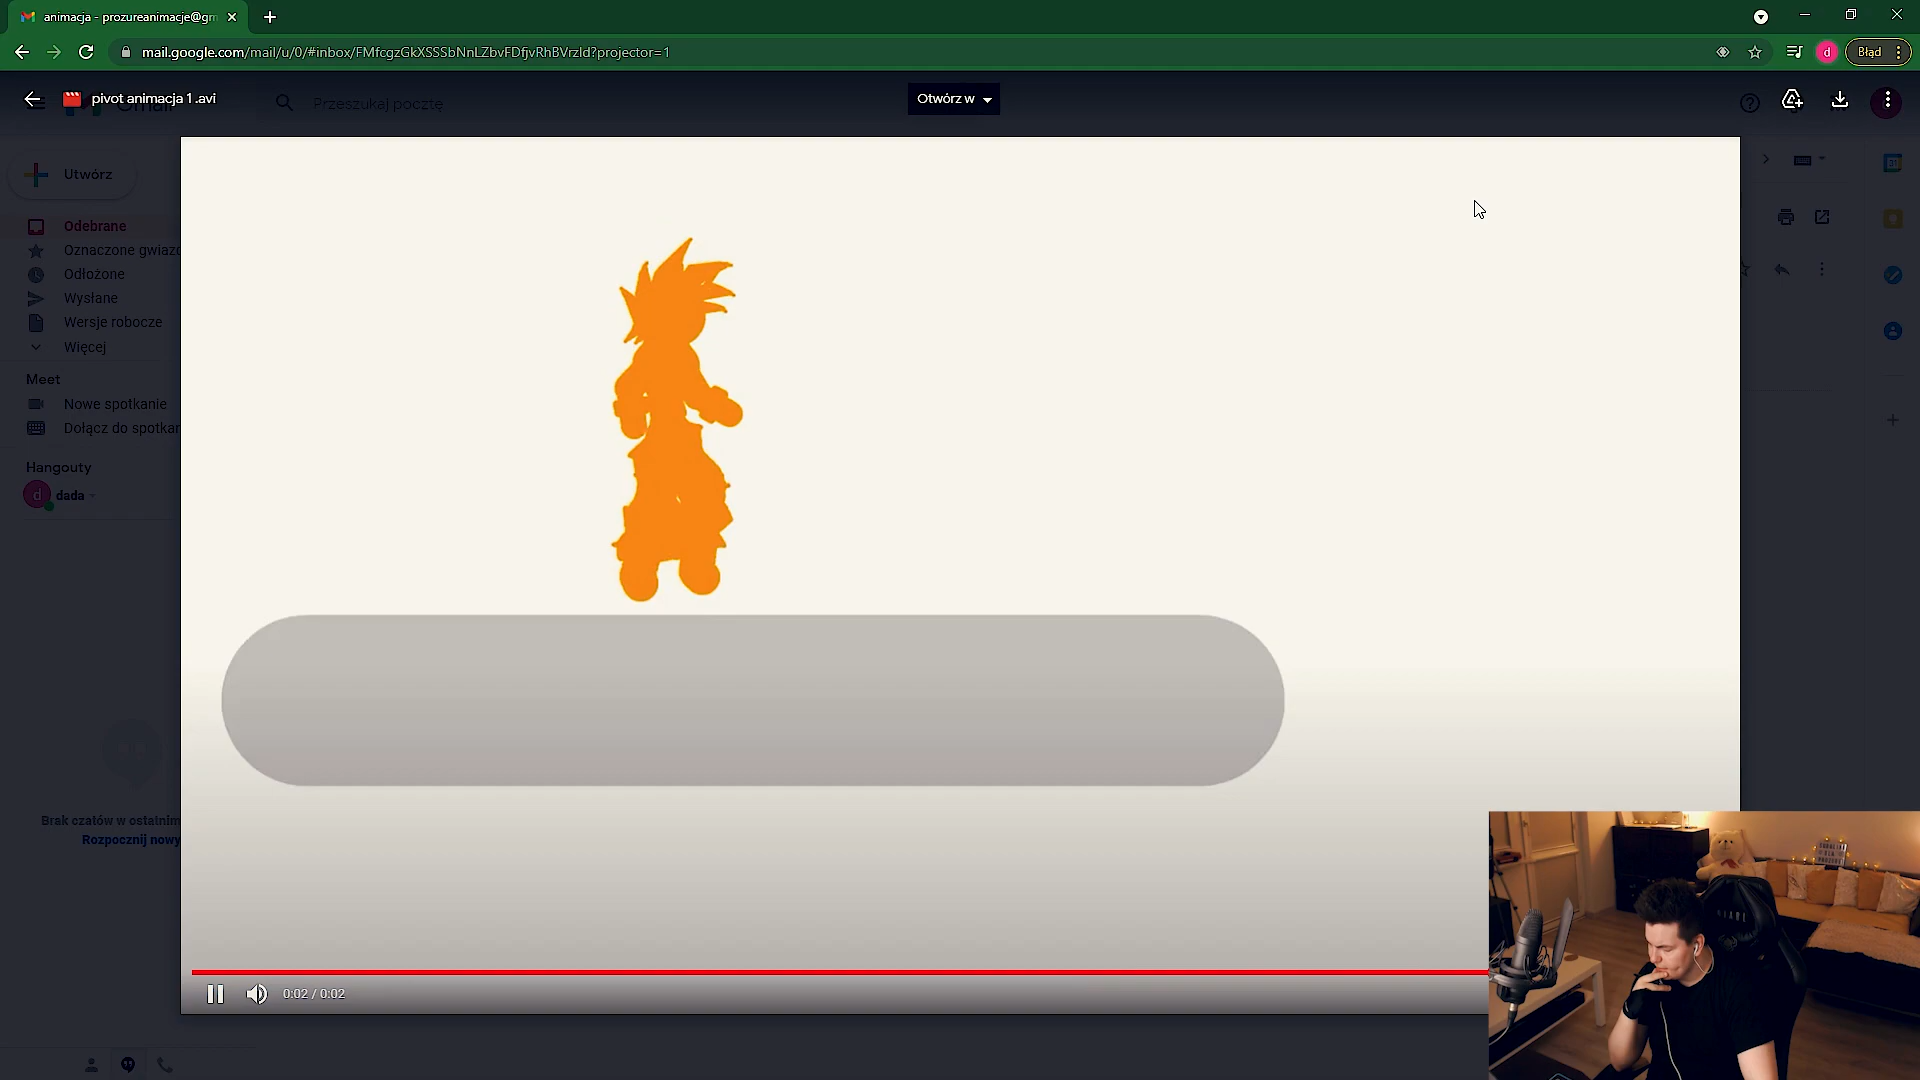 animacja - prozureanimacje@gm
mail.google.com/mail/u/0/#inbox/FMfcgzGkXSSSbNnLZbvFDfjvRhBVrzld?projector=1
d
Błąd
pivot animacja 1.avi
Gmail
Przeszukaj pocztę
Otwórz w
Utwórz
Odebrane
Oznaczone gwiazd
Odłożone
Wysłane
Wersje robocze
Więcej
Meet
Nowe spotkanie
Dołącz do spotkan
Hangouty
d
dada
Brak czatów w ostatnim
Rozpocznij nowy
0:02 / 0:02